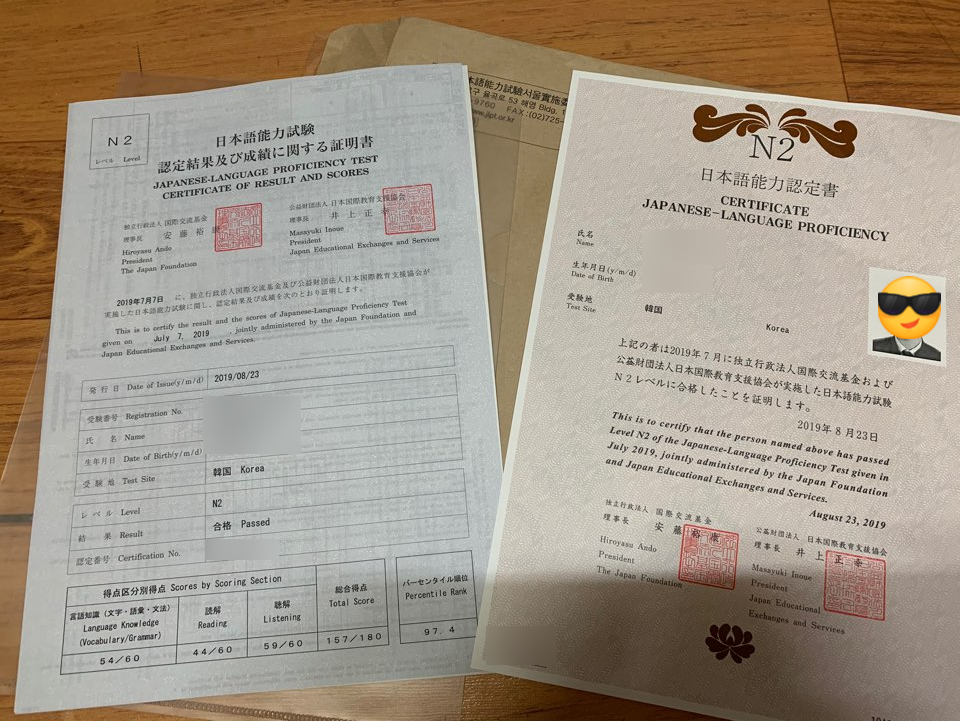 N2
レベル Level
日本語能力試験
認定結果及び成績に関する証明書
JAPANESE-LANGUAGE PROFICIENCY TEST
CERTIFICATE OF RESULT AND SCORES
独立行政法人 国際交流基金
理事長 安藤裕
Hiroyasu Ando
President
The Japan Foundation
公益財団法人 日本国際教育支援協会
理事長 井上正
Masayuki Inoue
President
Japan Educational Exchanges and Services
2019年7月7日 に、独立行政法人国際交流基金及び公益財団法人日本国際教育支援協会が
実施した日本語能力試験に関し、認定結果及び成績を次のとおり証明します。
This is to certify the result and the scores of Japanese-Language Proficiency Test
given on July 7, 2019 , jointly administered by the Japan Foundation and
Japan Educational Exchanges and Services.
発行日 Date of Issue(y/m/d) 2019/08/23
受験番号 Registration No.
氏名 Name
生年月日 Date of Birth(y/m/d)
受験地 Test Site 韓国 Korea
レベル Level N2
結果 Result 合格 Passed
認定番号 Certification No.
得点区分別得点 Scores by Scoring Section
総合得点
Total Score
パーセンタイル順位
Percentile Rank
言語知識（文字・語彙・文法）
Language Knowledge
(Vocabulary/Grammar)
読解
Reading
聴解
Listening
54/60 44/60 59/60 157/180 97.4
本語能力試験서울實施委
구 율곡로 53 해영 Bldg. 1
9760 FAX:(02)725-
www.jlpt.or.kr
N2
日本語能力認定書
CERTIFICATE
JAPANESE-LANGUAGE PROFICIENCY
氏名
Name
生年月日(y/m/d)
Date of Birth
受験地
Test Site
韓国
Korea
上記の者は2019年7月に独立行政法人国際交流基金および
公益財団法人日本国際教育支援協会が実施した日本語能力試験
N2レベルに合格したことを証明します。
2019年8月23日
This is to certify that the person named above has passed
Level N2 of the Japanese-Language Proficiency Test given in
July 2019, jointly administered by the Japan Foundation
and Japan Educational Exchanges and Services.
August 23, 2019
独立行政法人 国際交流基金
理事長 安藤裕康
Hiroyasu Ando
President
The Japan Foundation
公益財団法人 日本国際教育支援協会
理事長 井上正幸
Masayuki Inoue
President
Japan Educational
Exchanges and Services